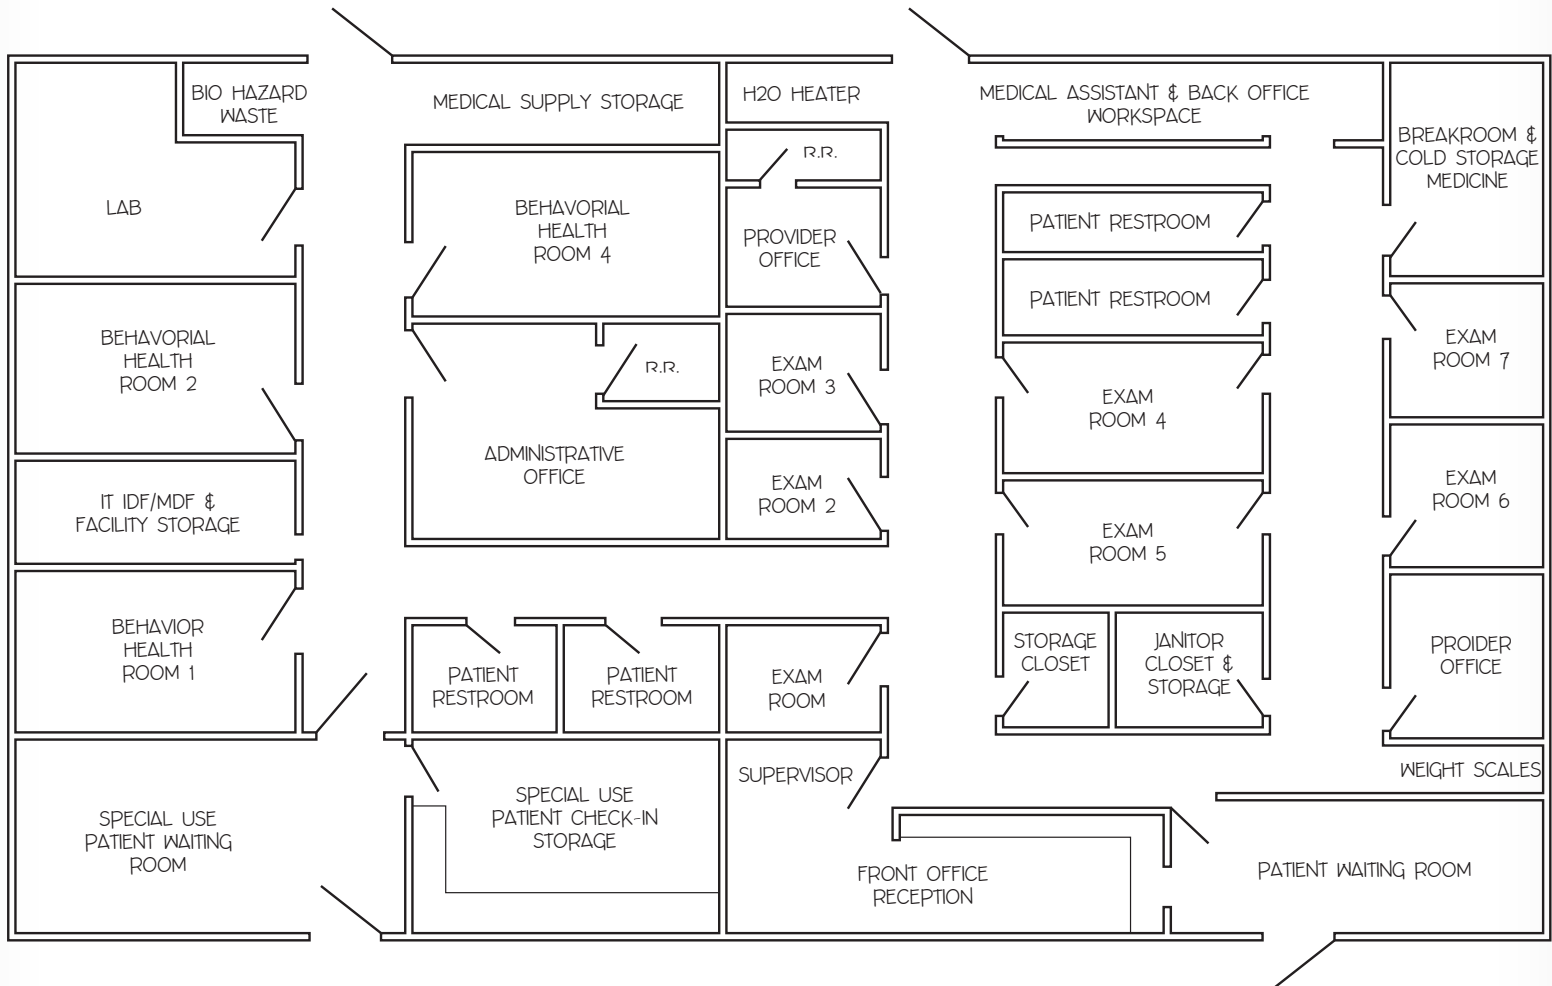 BIO HAZARD
WASTE
MEDICAL SUPPLY STORAGE
H2O HEATER
MEDICAL ASSISTANT & BACK OFFICE
WORKSPACE
BREAKROOM &
COLD STORAGE
MEDICINE
LAB
BEHAVORIAL
HEALTH
ROOM 4
R.R.
PROVIDER
OFFICE
PATIENT RESTROOM
PATIENT RESTROOM
BEHAVORIAL
HEALTH
ROOM 2
R.R.
EXAM
ROOM 3
EXAM
ROOM 4
EXAM
ROOM 7
ADMINISTRATIVE
OFFICE
EXAM
ROOM 2
EXAM
ROOM 6
IT IDF/MDF &
FACILITY STORAGE
EXAM
ROOM 5
BEHAVIOR
HEALTH
ROOM 1
PATIENT
RESTROOM
PATIENT
RESTROOM
EXAM
ROOM
STORAGE
CLOSET
JANITOR
CLOSET &
STORAGE
PROIDER
OFFICE
SUPERVISOR
WEIGHT SCALES
SPECIAL USE
PATIENT WAITING
ROOM
SPECIAL USE
PATIENT CHECK-IN
STORAGE
FRONT OFFICE
RECEPTION
PATIENT WAITING ROOM